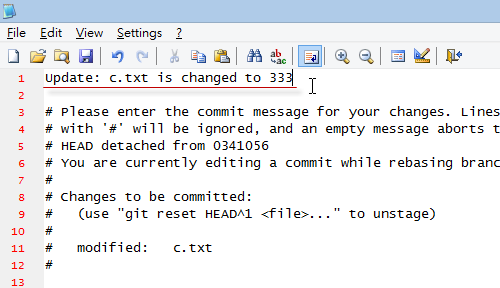 File Edit View Settings ?
1 Update: c.txt is changed to 333
2
3 # Please enter the commit message for your changes. Lines
4 # with '#' will be ignored, and an empty message aborts t
5 # HEAD detached from 0341056
6 # You are currently editing a commit while rebasing branc
7 #
8 # Changes to be committed:
9 #   (use "git reset HEAD^1 <file>..." to unstage)
10 #
11 #   modified:   c.txt
12 #
13